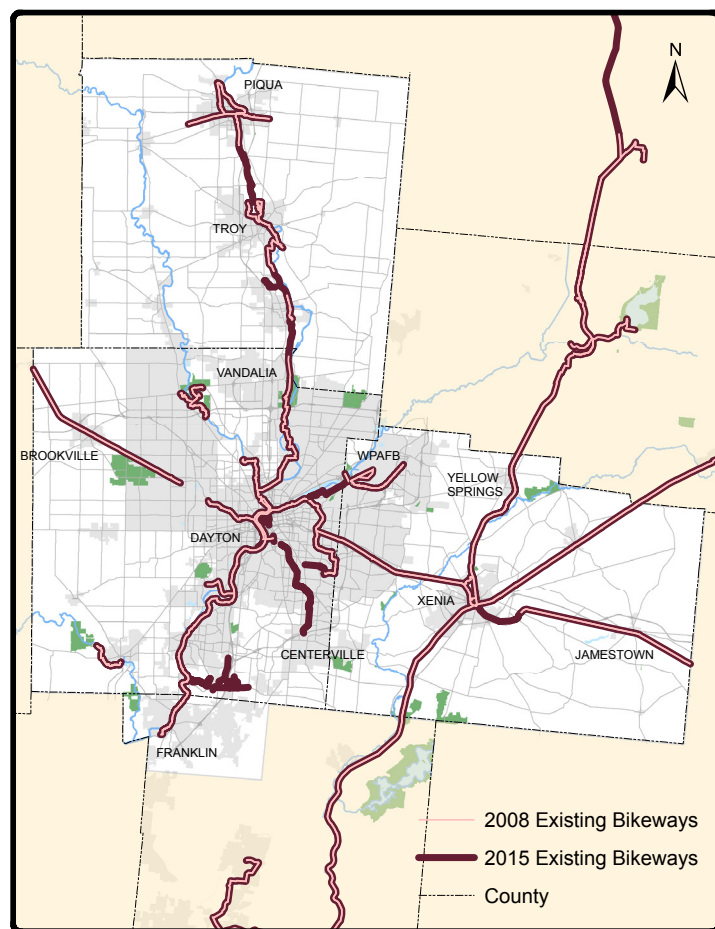 N
PIQUA
TROY
VANDALIA
BROOKVILLE
WPAFB
YELLOW
SPRINGS
DAYTON
XENIA
CENTERVILLE
JAMESTOWN
FRANKLIN
2008 Existing Bikeways
2015 Existing Bikeways
County